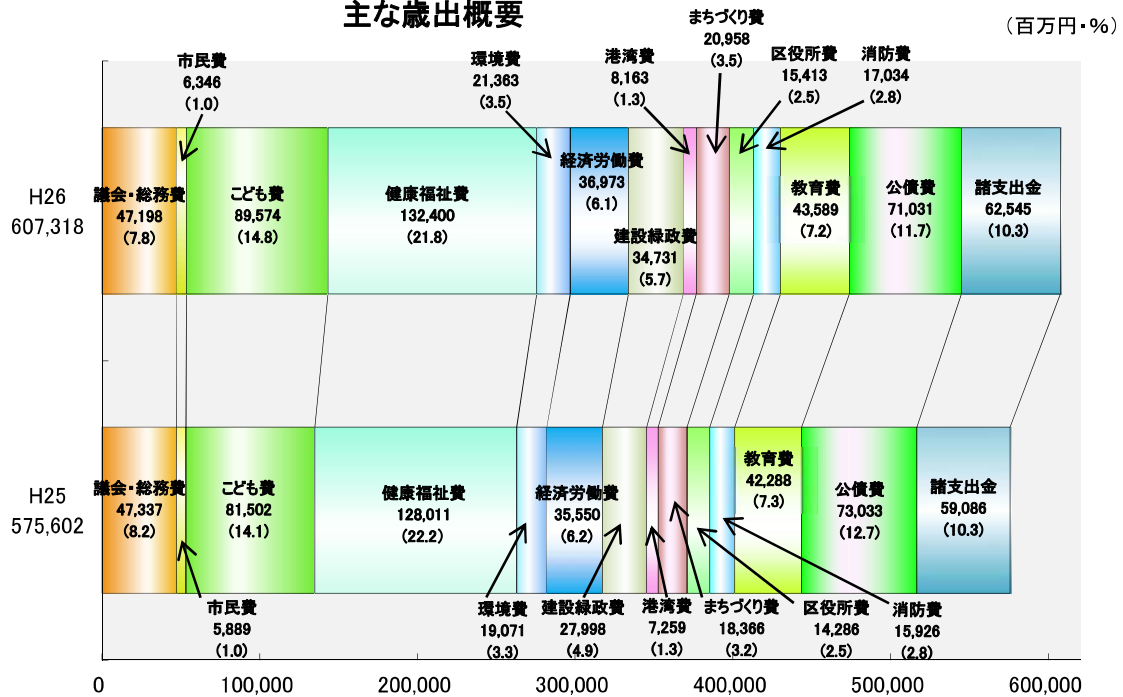 主な歳出概要
(百万円・%)
市民費
6,346
(1.0)
環境費
21,363
(3.5)
港湾費
8,163
(1.3)
まちづくり費
20,958
(3.5)
区役所費
15,413
(2.5)
消防費
17,034
(2.8)
H26
607,318
議会・総務費
47,198
(7.8)
こども費
89,574
(14.8)
健康福祉費
132,400
(21.8)
経済労働費
36,973
(6.1)
建設緑政費
34,731
(5.7)
教育費
43,589
(7.2)
公債費
71,031
(11.7)
諸支出金
62,545
(10.3)
H25
575,602
議会・総務費
47,337
(8.2)
こども費
81,502
(14.1)
健康福祉費
128,011
(22.2)
経済労働費
35,550
(6.2)
教育費
42,288
(7.3)
公債費
73,033
(12.7)
諸支出金
59,086
(10.3)
市民費
5,889
(1.0)
環境費
19,071
(3.3)
建設緑政費
27,998
(4.9)
港湾費
7,259
(1.3)
まちづくり費
18,366
(3.2)
区役所費
14,286
(2.5)
消防費
15,926
(2.8)
0 100,000 200,000 300,000 400,000 500,000 600,000